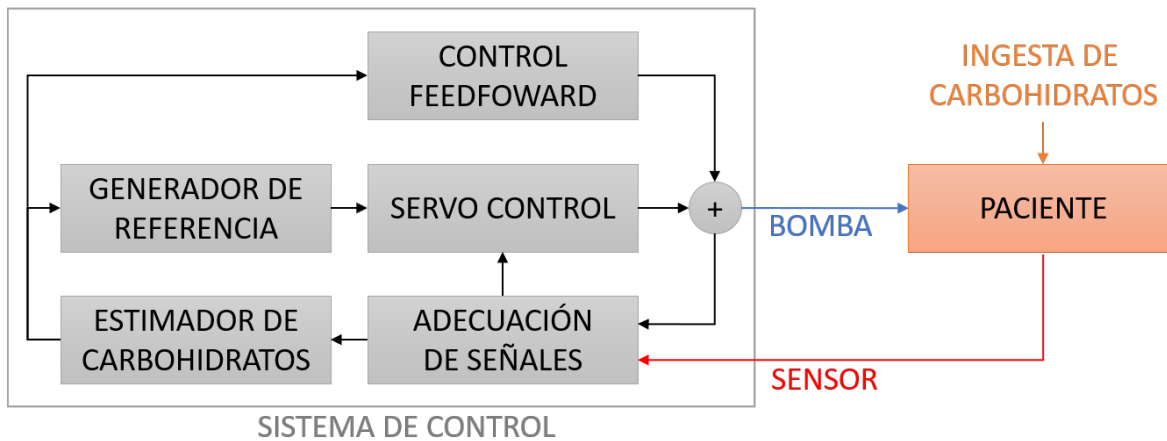 CONTROL
FEEDFOWARD
INGESTA DE
CARBOHIDRATOS
GENERADOR DE
REFERENCIA
SERVO CONTROL
+
BOMBA
PACIENTE
ESTIMADOR DE
CARBOHIDRATOS
ADECUACIÓN
DE SEÑALES
SENSOR
SISTEMA DE CONTROL